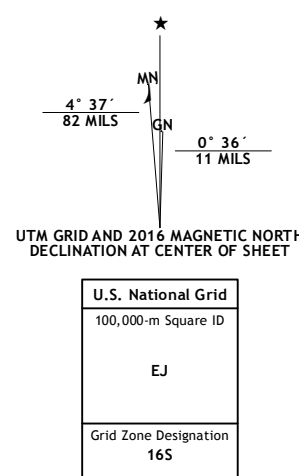 ★
MN
4° 37´
82 MILS
GN
0° 36´
11 MILS
UTM GRID AND 2016 MAGNETIC NORTH
DECLINATION AT CENTER OF SHEET
U.S. National Grid
100,000-m Square ID
EJ
Grid Zone Designation
16S